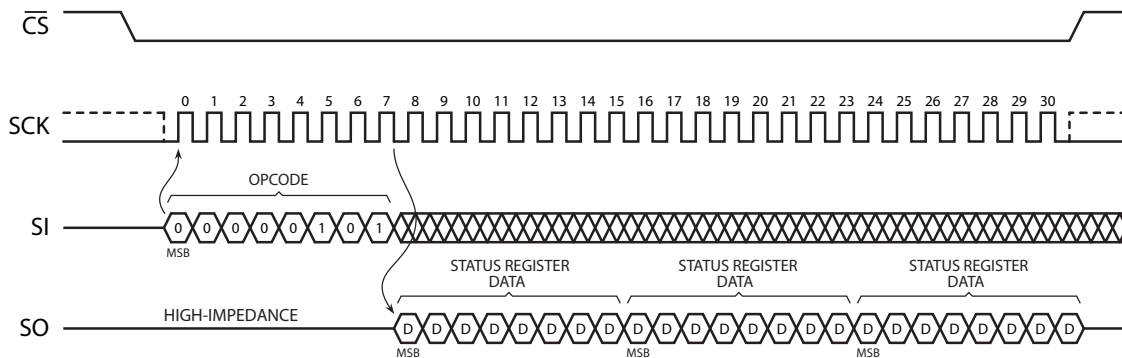 CS
0 1 2 3 4 5 6 7 8 9 10 11 12 13 14 15 16 17 18 19 20 21 22 23 24 25 26 27 28 29 30
SCK
OPCODE
SI
0 0 0 0 0 1 0 1
MSB
STATUS REGISTER
DATA
STATUS REGISTER
DATA
STATUS REGISTER
DATA
HIGH-IMPEDANCE
SO
D D D D D D D D D D D D D D D D D D D D D D D D
MSB
MSB
MSB